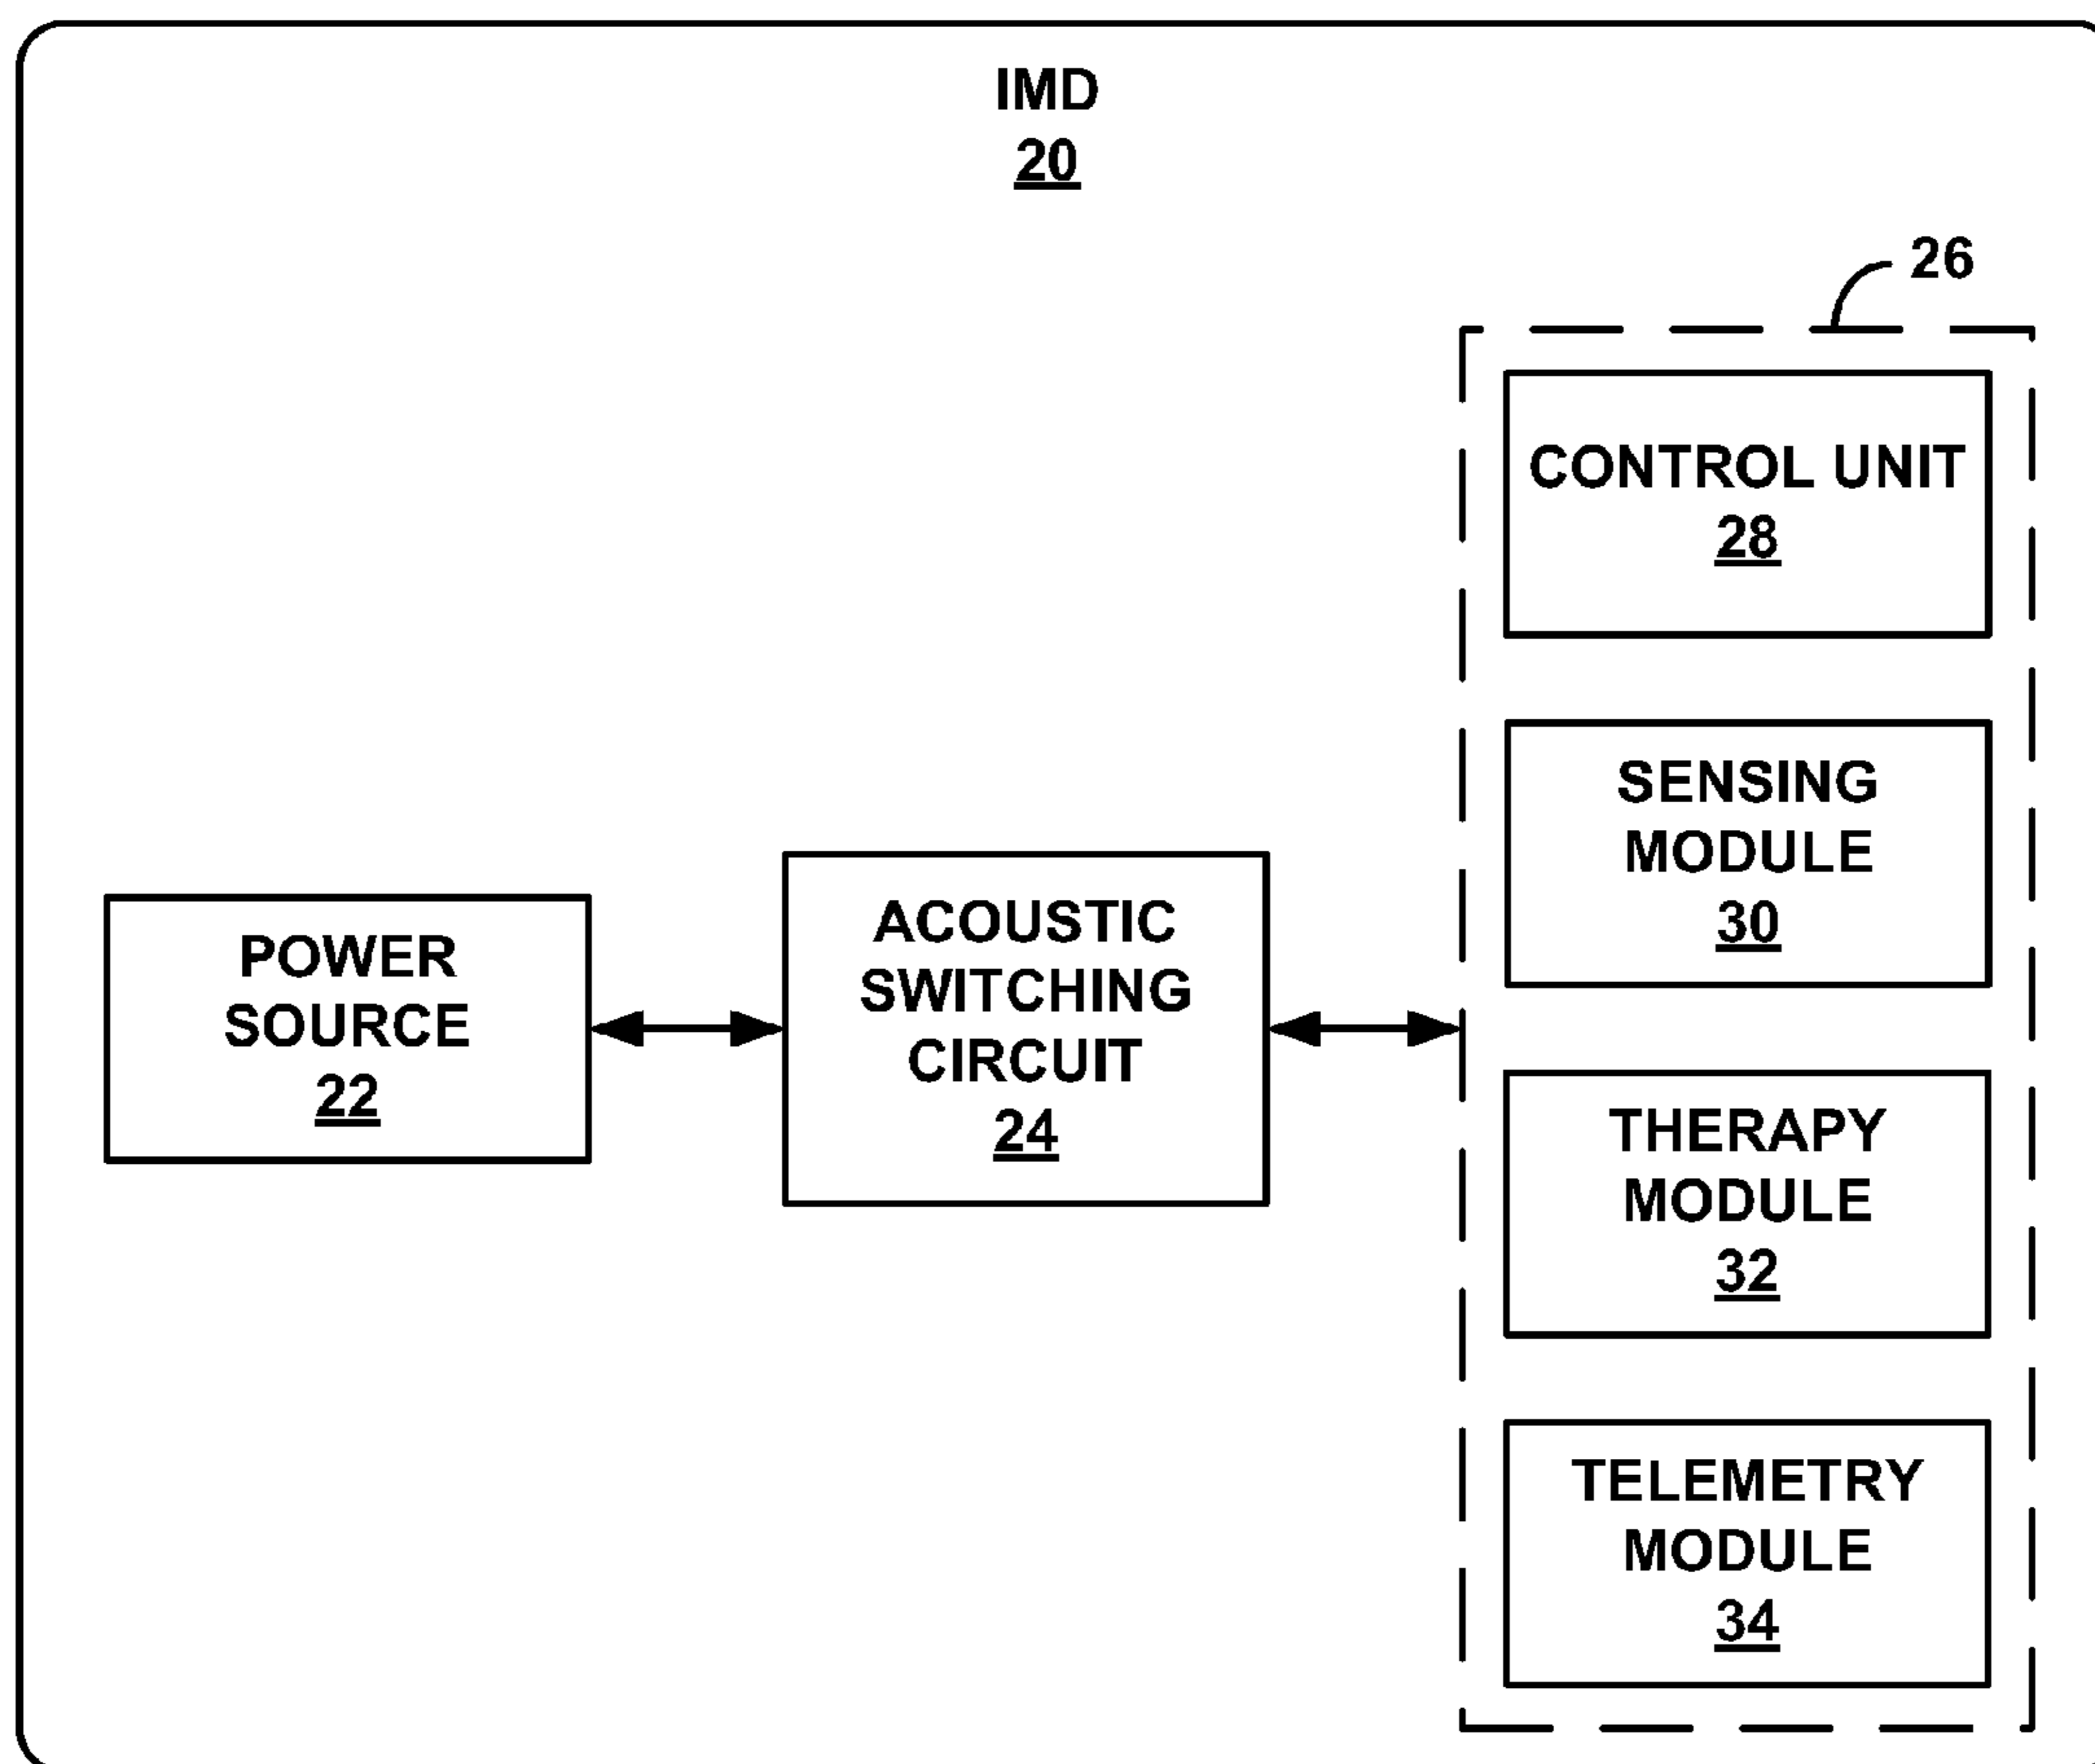 IMD
20
26
CONTROL UNIT
28
SENSING
MODULE
30
POWER
SOURCE
22
ACOUSTIC
SWITCHING
CIRCUIT
24
THERAPY
MODULE
32
TELEMETRY
MODULE
34